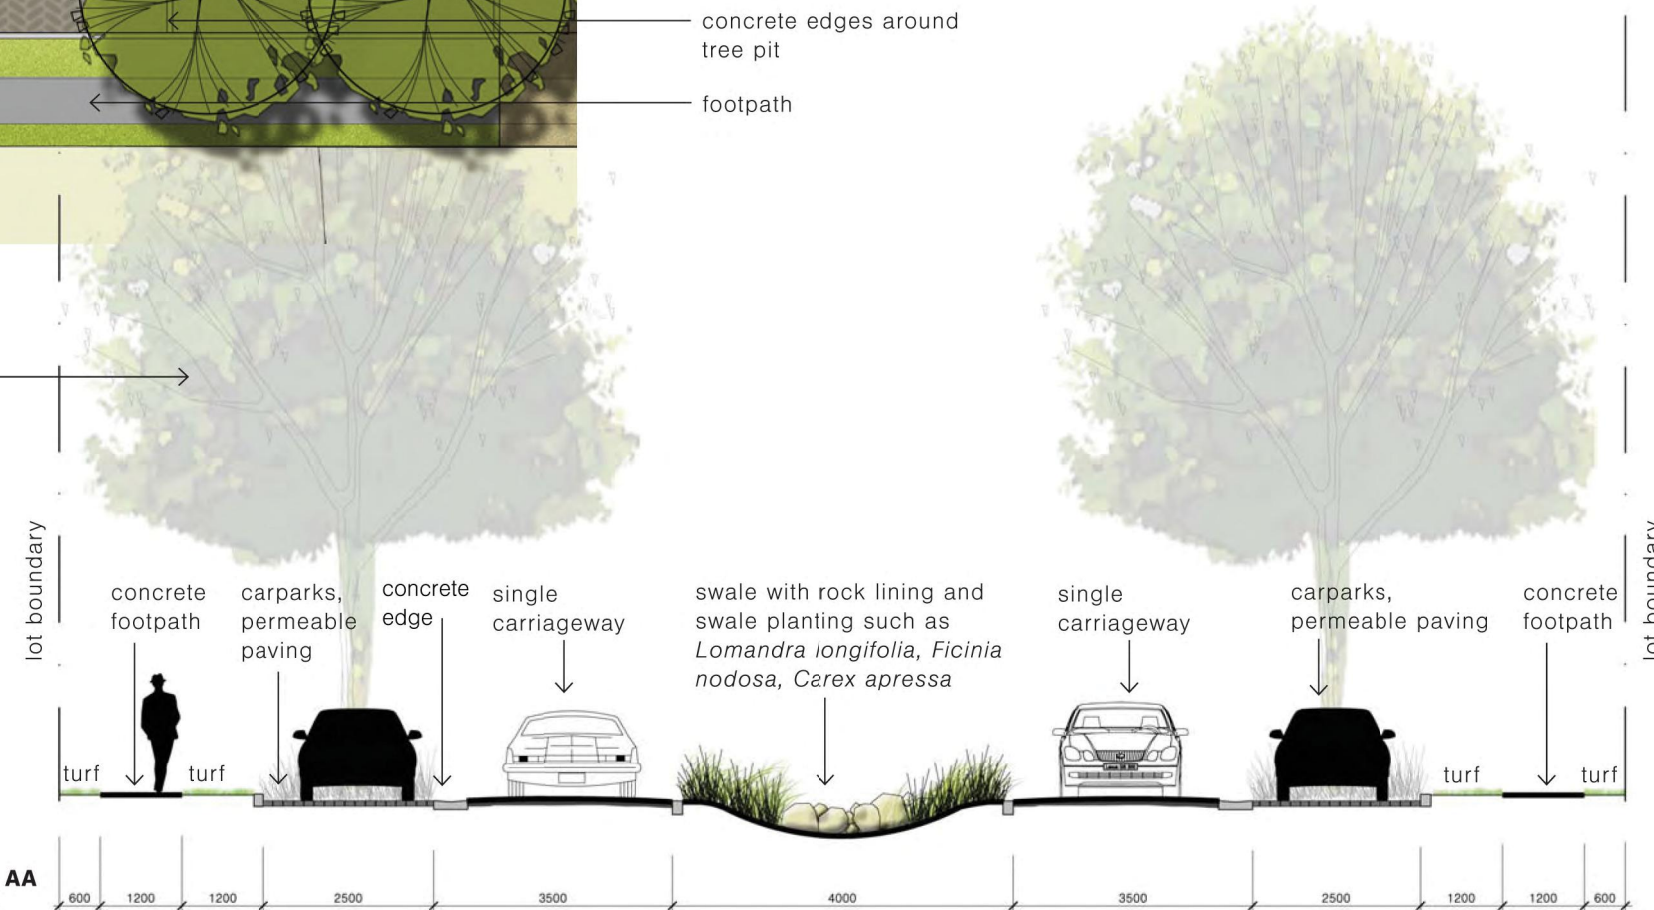 concrete edges around
tree pit
footpath
lot boundary
concrete
footpath
carparks,
permeable
paving
concrete
edge
single
carriageway
swale with rock lining and
swale planting such as
Lomandra longifolia, Ficinia
nodosa, Carex apressa
single
carriageway
carparks,
permeable paving
concrete
footpath
lot boundary
turf
turf
turf
turf
AA
600 1200 1200 2500 3500 4000 3500 2500 1200 1200 600